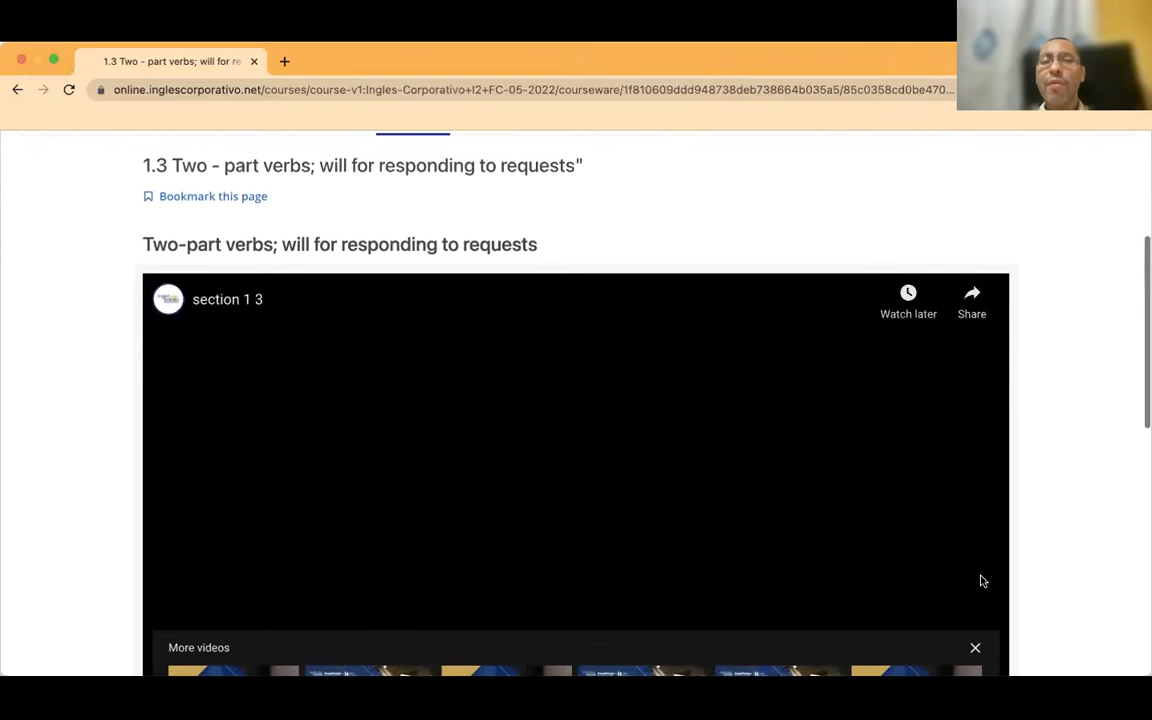 1.3 Two - part verbs; will for re
online.inglescorporativo.net/courses/course-v1:Ingles-Corporativo+I2+FC-05-2022/courseware/1f810609ddd948738deb738664b035a5/85c0358cd0be470...
1.3 Two - part verbs; will for responding to requests"
Bookmark this page
Two-part verbs; will for responding to requests
section 1 3
Watch later
Share
More videos